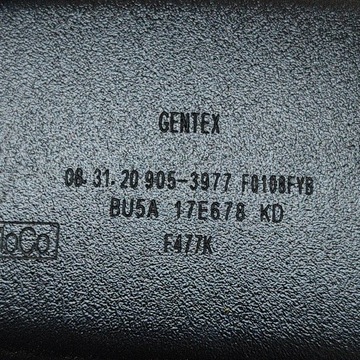 GENTEX
08.31.20 905-3977 F0108FYB
BU5A 17E678 KD
F477K